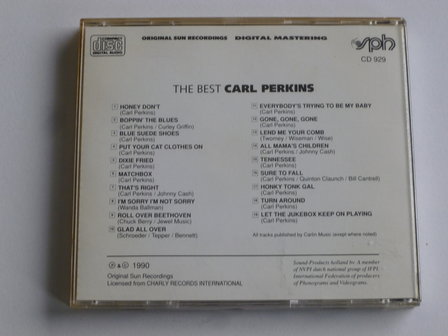 COMPACT
disc
DIGITAL AUDIO
ORIGINAL SUN RECORDINGS
DIGITAL MASTERING
sph
CD 929
THE BEST CARL PERKINS
HONEY DON'T
(Carl Perkins)
BOPPIN' THE BLUES
(Carl Perkins / Corley Griffin)
BLUE SUEDE SHOES
(Carl Perkins)
PUT YOUR CAT CLOTHES ON
(Carl Perkins)
DIXIE FRIED
(Carl Perkins)
MATCHBOX
(Carl Perkins)
THAT'S RIGHT
(Carl Perkins / Johnny Cash)
I'M SORRY I'M NOT SORRY
(Wanda Ballman)
ROLL OVER BEETHOVEN
(Chuck Berry / Jewel Music)
GLAD ALL OVER
(Schroeder / Tepper / Bennett)
EVERYBODY'S TRYING TO BE MY BABY
(Carl Perkins)
GONE, GONE, GONE
(Carl Perkins)
LEND ME YOUR COMB
(Twomey / Wiseman / Wise)
ALL MAMA'S CHILDREN
(Carl Perkins / Johnny Cash)
TENNESSEE
(Carl Perkins)
SURE TO FALL
(Carl Perkins / Quinton Claunch / Bill Cantrell)
HONKY TONK GAL
(Carl Perkins)
TURN AROUND
(Carl Perkins)
LET THE JUKEBOX KEEP ON PLAYING
(Carl Perkins)
All tracks published by Carlin Music (except where noted)
℗ & © 1990
Original Sun Recordings
Licensed from CHARLY RECORDS INTERNATIONAL
Sound-Products holland bv. A member
of NVPI dutch national group of IFPI.
International Federation of producers
of Phonograms and Videograms.